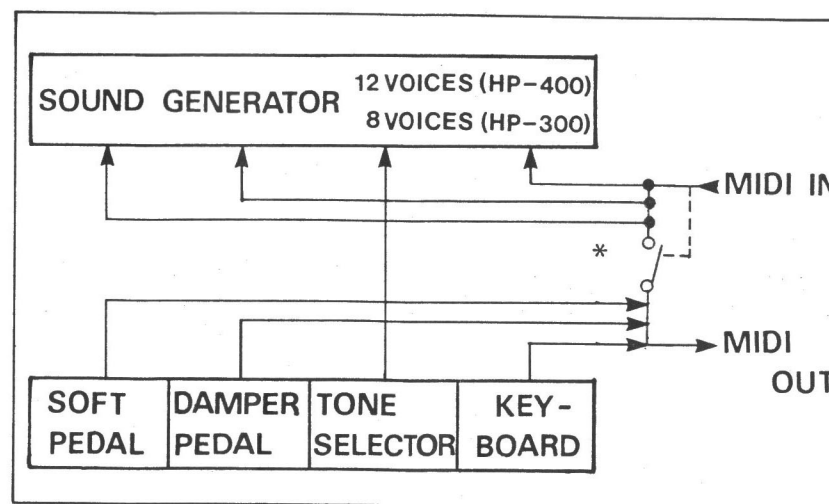 SOUND GENERATOR
12 VOICES (HP-400)
8 VOICES (HP-300)
MIDI IN
*
MIDI
OUT
SOFT
PEDAL
DAMPER
PEDAL
TONE
SELECTOR
KEY-
BOARD